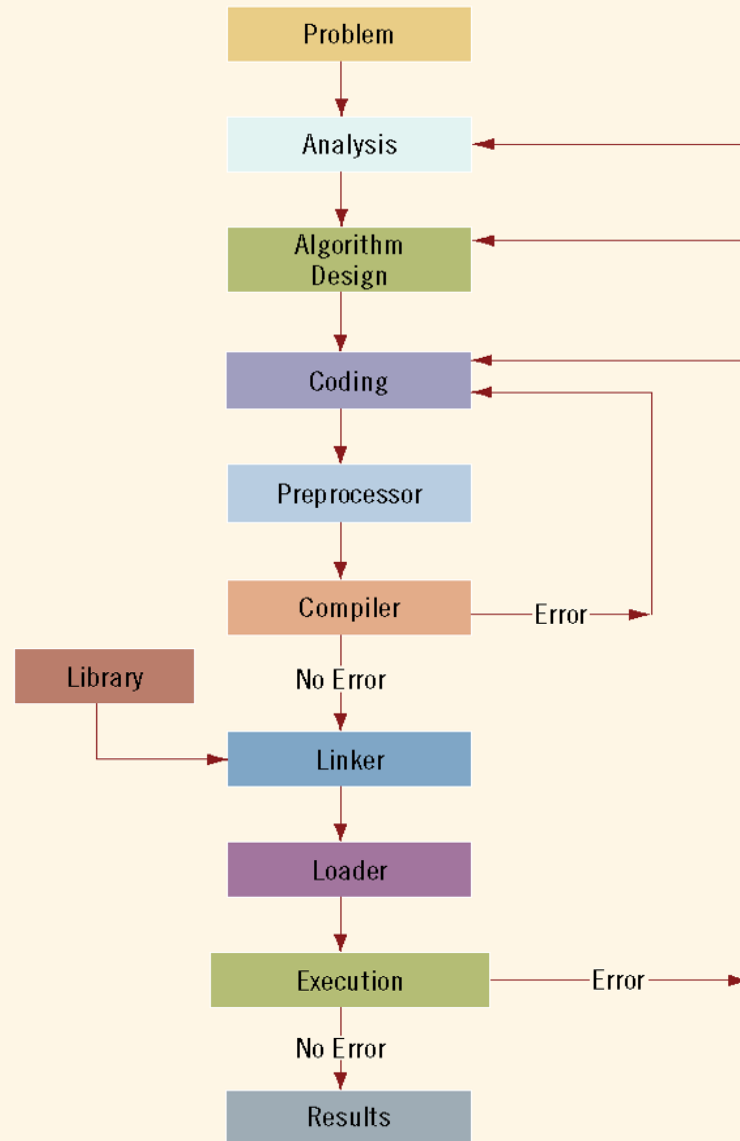 Problem
Analysis
Algorithm
Design
Coding
Preprocessor
Compiler
Error
No Error
Library
Linker
Loader
Execution
Error
No Error
Results